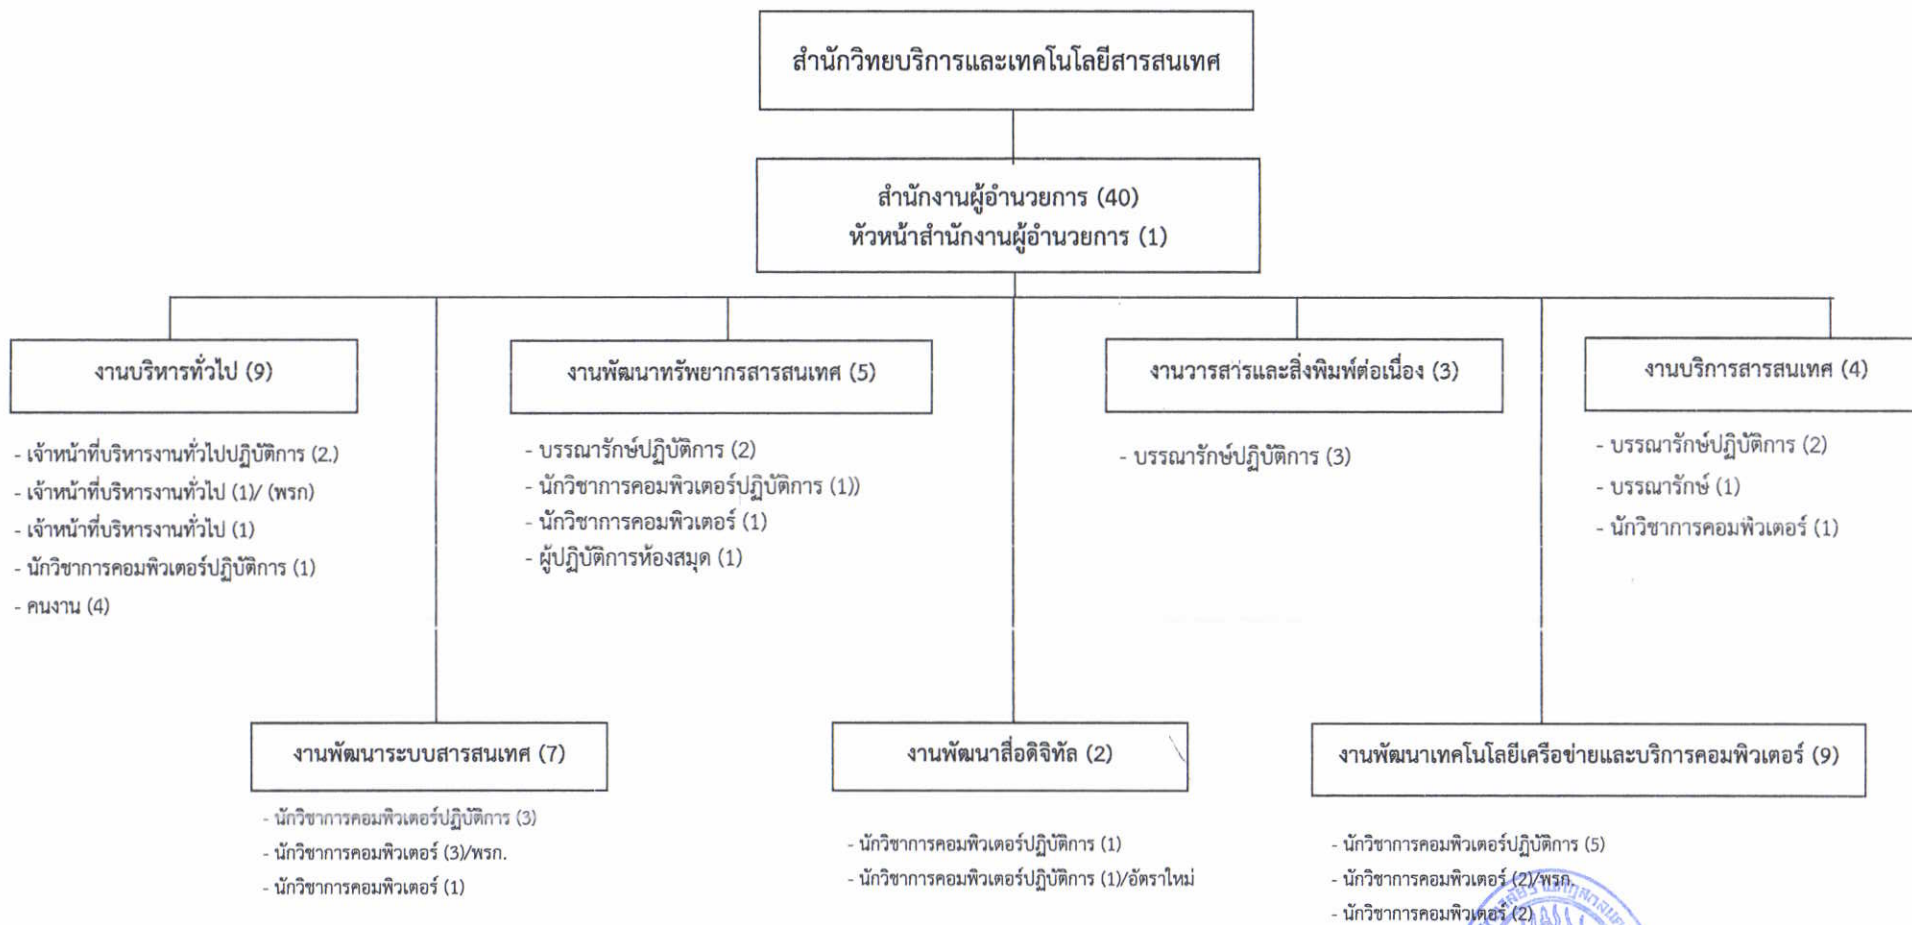 สำนักวิทยบริการและเทคโนโลยีสารสนเทศ
สำนักงานผู้อำนวยการ (40)
หัวหน้าสำนักงานผู้อำนวยการ (1)
งานบริหารทั่วไป (9)
- เจ้าหน้าที่บริหารงานทั่วไปปฏิบัติการ (2.)
- เจ้าหน้าที่บริหารงานทั่วไป (1)/ (พรก)
- เจ้าหน้าที่บริหารงานทั่วไป (1)
- นักวิชาการคอมพิวเตอร์ปฏิบัติการ (1)
- คนงาน (4)
งานพัฒนาทรัพยากรสารสนเทศ (5)
- บรรณารักษ์ปฏิบัติการ (2)
- นักวิชาการคอมพิวเตอร์ปฏิบัติการ (1))
- นักวิชาการคอมพิวเตอร์ (1)
- ผู้ปฏิบัติการห้องสมุด (1)
งานวารสารและสิ่งพิมพ์ต่อเนื่อง (3)
- บรรณารักษ์ปฏิบัติการ (3)
งานบริการสารสนเทศ (4)
- บรรณารักษ์ปฏิบัติการ (2)
- บรรณารักษ์ (1)
- นักวิชาการคอมพิวเตอร์ (1)
งานพัฒนาระบบสารสนเทศ (7)
- นักวิชาการคอมพิวเตอร์ปฏิบัติการ (3)
- นักวิชาการคอมพิวเตอร์ (3)/พรก.
- นักวิชาการคอมพิวเตอร์ (1)
งานพัฒนาสื่อดิจิทัล (2)
- นักวิชาการคอมพิวเตอร์ปฏิบัติการ (1)
- นักวิชาการคอมพิวเตอร์ปฏิบัติการ (1)/อัตราใหม่
งานพัฒนาเทคโนโลยีเครือข่ายและบริการคอมพิวเตอร์ (9)
- นักวิชาการคอมพิวเตอร์ปฏิบัติการ (5)
- นักวิชาการคอมพิวเตอร์ (2)/พรก.
- นักวิชาการคอมพิวเตอร์ (2)